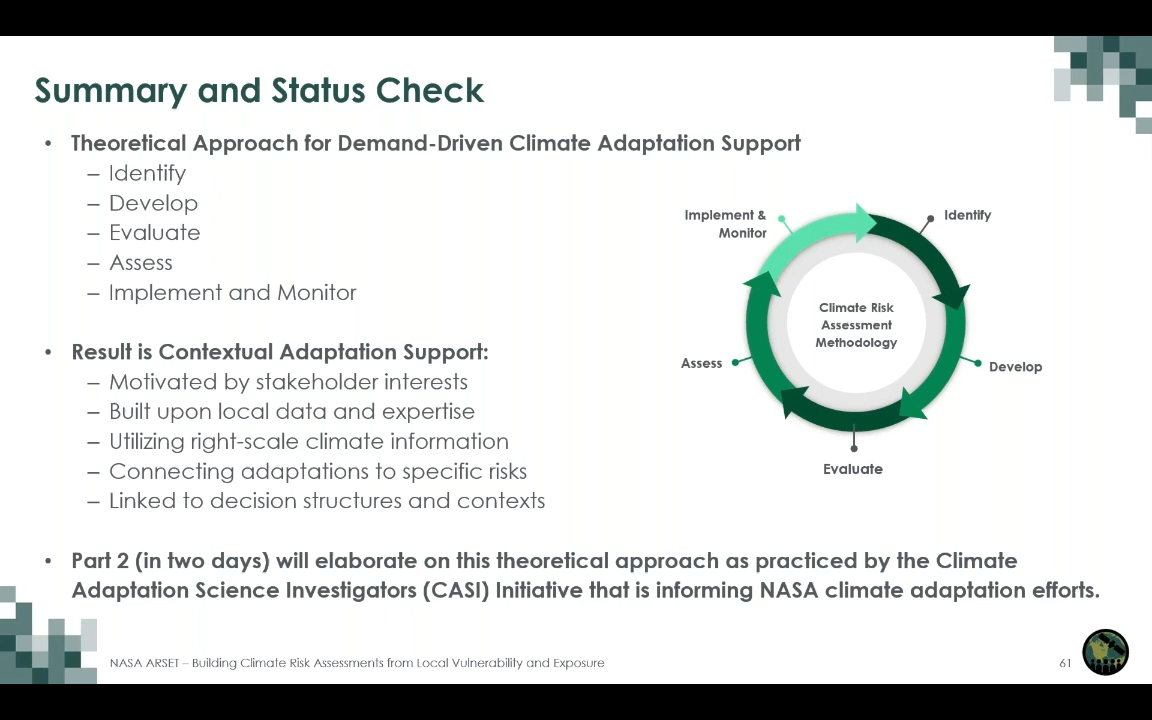 Summary and Status Check
• Theoretical Approach for Demand-Driven Climate Adaptation Support
– Identify
– Develop
– Evaluate
– Assess
– Implement and Monitor
• Result is Contextual Adaptation Support:
– Motivated by stakeholder interests
– Built upon local data and expertise
– Utilizing right-scale climate information
– Connecting adaptations to specific risks
– Linked to decision structures and contexts
• Part 2 (in two days) will elaborate on this theoretical approach as practiced by the Climate
Adaptation Science Investigators (CASI) Initiative that is informing NASA climate adaptation efforts.
Implement &
Monitor
Identify
Climate Risk
Assessment
Methodology
Assess
Develop
Evaluate
NASA ARSET – Building Climate Risk Assessments from Local Vulnerability and Exposure
61